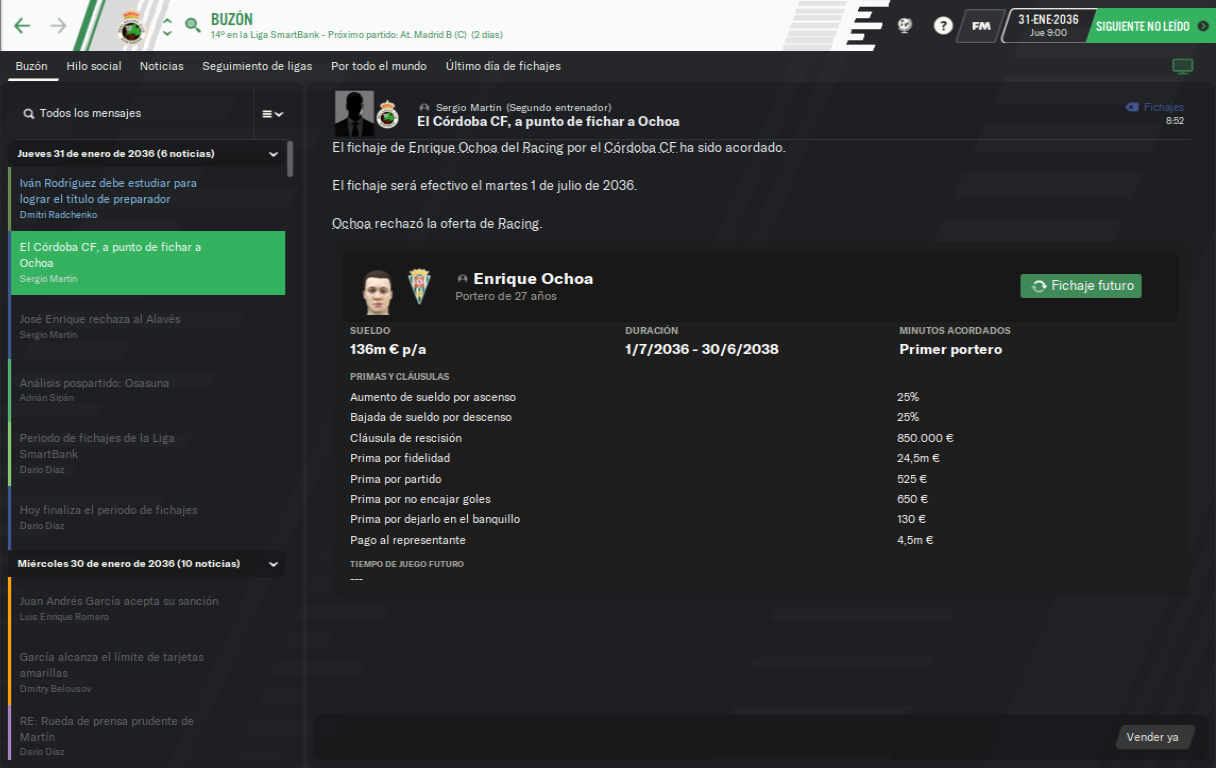 BUZÓN
14º en la Liga SmartBank - Próximo partido: At. Madrid B (C) (2 días)
?
FM
31-ENE-2036
Jue 9:00
SIGUIENTE NO LEÍDO
Buzón Hilo social Noticias Seguimiento de ligas Por todo el mundo Último día de fichajes
Todos los mensajes
Jueves 31 de enero de 2036 (6 noticias)
Iván Rodríguez debe estudiar para
lograr el título de preparador
Dmitri Radchenko
El Córdoba CF, a punto de fichar a
Ochoa
Sergio Martín
José Enrique rechaza al Alavés
Sergio Martín
Análisis pospartido: Osasuna
Adrián Sipán
Periodo de fichajes de la Liga
SmartBank
Darío Díaz
Hoy finaliza el periodo de fichajes
Darío Díaz
Miércoles 30 de enero de 2036 (10 noticias)
Juan Andrés García acepta su sanción
Luis Enrique Romero
García alcanza el límite de tarjetas
amarillas
Dmitry Belousov
RE: Rueda de prensa prudente de
Martín
Darío Díaz
Sergio Martín (Segundo entrenador)
El Córdoba CF, a punto de fichar a Ochoa
Fichajes
8:52
El fichaje de Enrique Ochoa del Racing por el Córdoba CF ha sido acordado.
El fichaje será efectivo el martes 1 de julio de 2036.
Ochoa rechazó la oferta de Racing.
Enrique Ochoa
Portero de 27 años
Fichaje futuro
SUELDO DURACIÓN MINUTOS ACORDADOS
136m € p/a 1/7/2036 - 30/6/2038 Primer portero
PRIMAS Y CLÁUSULAS
Aumento de sueldo por ascenso 25%
Bajada de sueldo por descenso 25%
Cláusula de rescisión 850.000 €
Prima por fidelidad 24,5m €
Prima por partido 525 €
Prima por no encajar goles 650 €
Prima por dejarlo en el banquillo 130 €
Pago al representante 4,5m €
TIEMPO DE JUEGO FUTURO
---
Vender ya